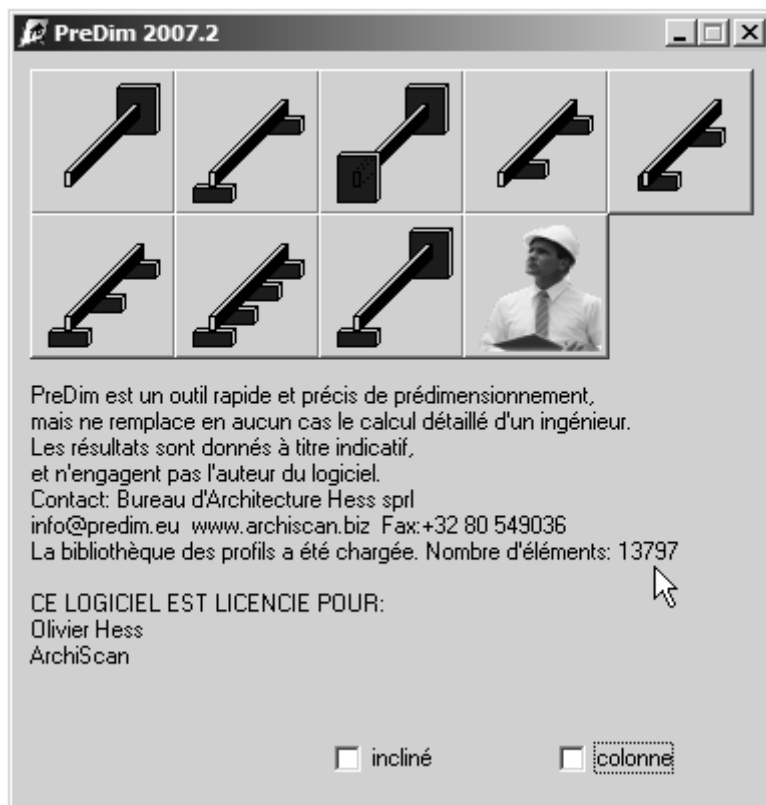 PreDim 2007.2
PreDim est un outil rapide et précis de prédimensionnement,
mais ne remplace en aucun cas le calcul détaillé d'un ingénieur.
Les résultats sont donnés à titre indicatif,
et n'engagent pas l'auteur du logiciel.
Contact: Bureau d'Architecture Hess sprl
info@predim.eu www.archiscan.biz Fax:+32 80 549036
La bibliothèque des profils a été chargée. Nombre d'éléments: 13797
CE LOGICIEL EST LICENCIE POUR:
Olivier Hess
ArchiScan
incliné
colonne